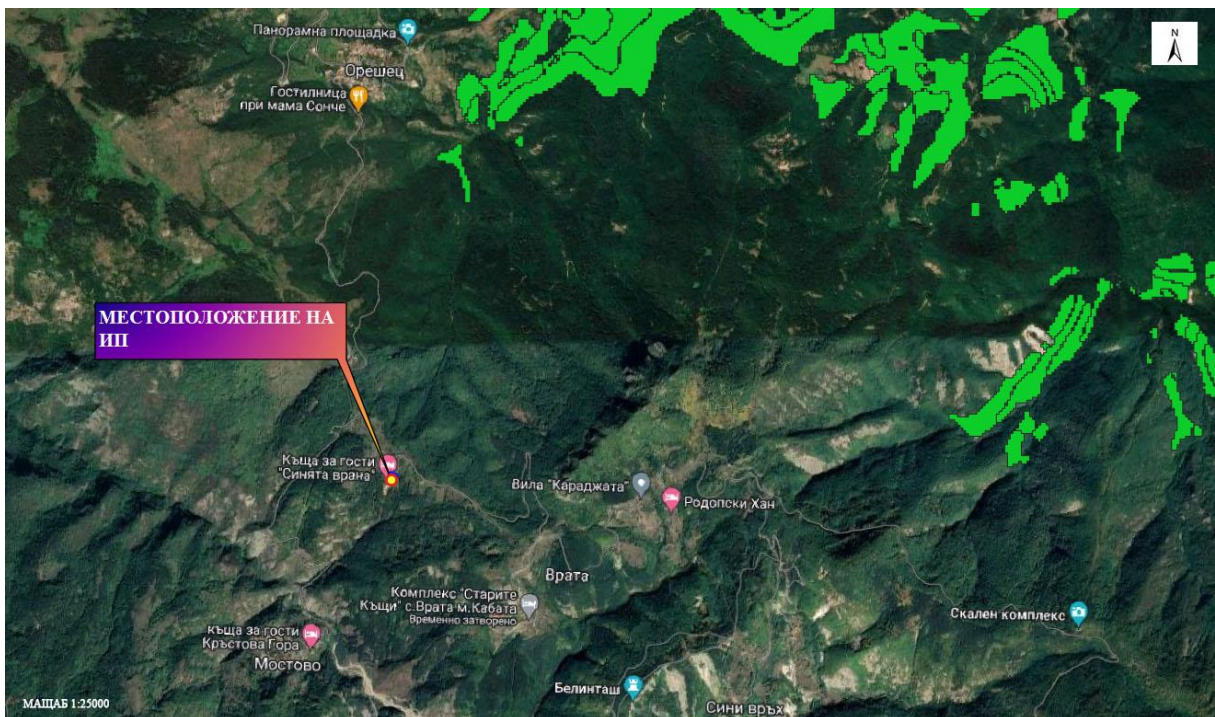 Панорамна площадка
N
Орешец
Гостилница
при мама Сонче
МЕСТОПОЛОЖЕНИЕ НА
ИП
Къща за гости
"Синята врана"
Вила "Караджата"
Родопски Хан
Врата
Комплекс "Старите
Къщи" с.Врата м.Кабата
Временно затворено
Скален комплекс
къща за гости
Кръстова Гора
Мостово
Белинташ
Сини връх
МАЩАБ 1:25000